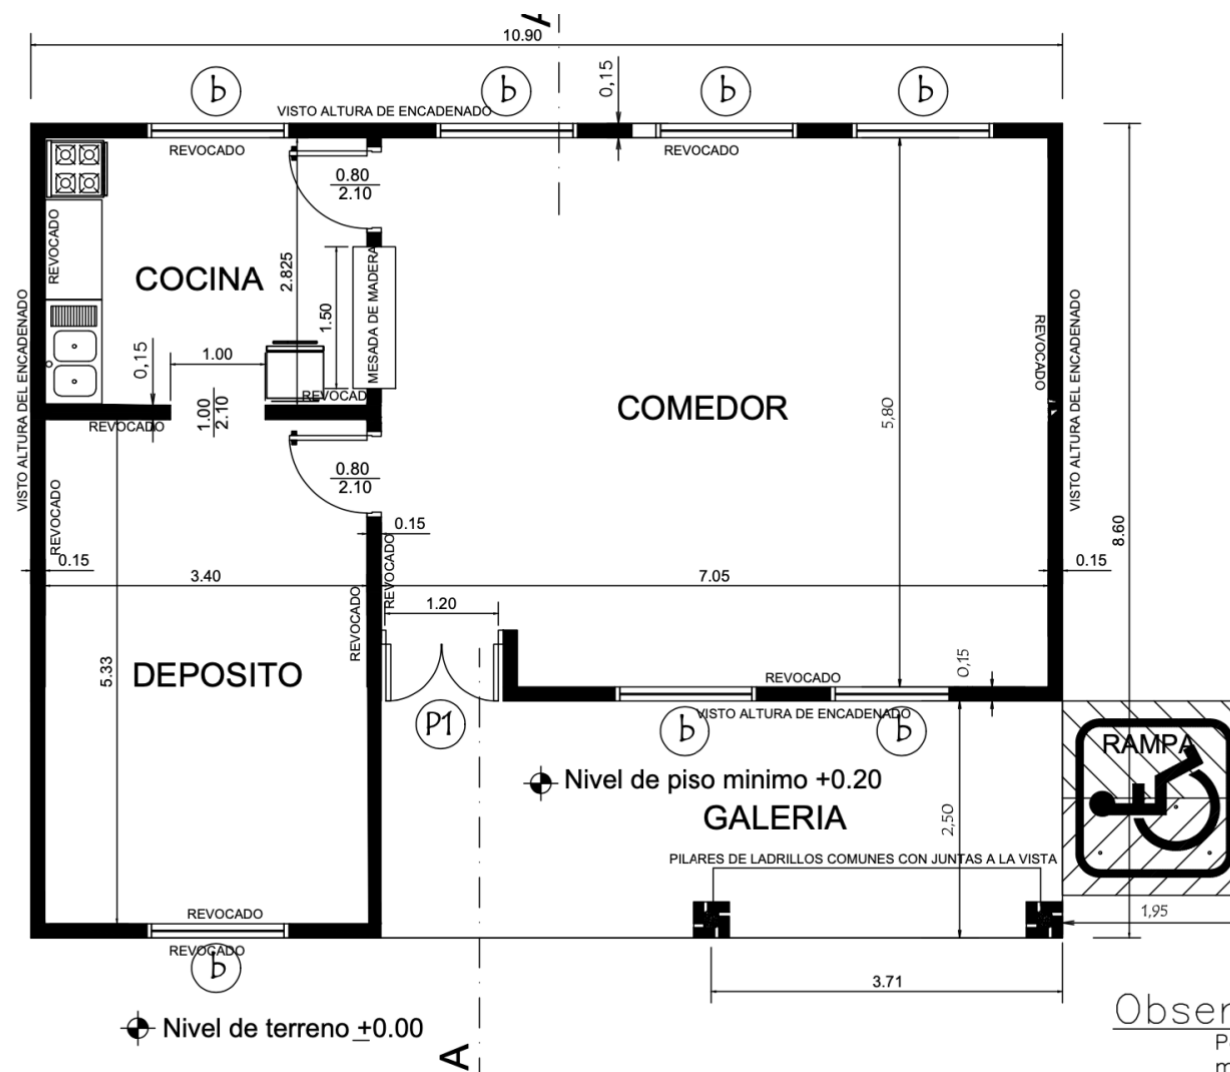 A
10.90
b
b
b
b
0,15
VISTO ALTURA DE ENCADENADO
REVOCADO
REVOCADO
0.80
2.10
REVOCADO
COCINA
2.825
1.50
MESADA DE MADERA
VISTO ALTURA DEL ENCADENADO
0,15
1.00
REVOCAD
1.00
2.10
REVOCADO
COMEDOR
5,80
REVOCADO
VISTO ALTURA DEL ENCADENADO
0.80
2.10
REVOCADO
0.15
8.60
0.15
3.40
REVOCADO
7.05
0.15
REVOCADO
1.20
5.33
DEPOSITO
REVOCADO
0,15
P1
b
VISTO ALTURA DE ENCADENADO
b
RAMPA
Nivel de piso minimo +0.20
GALERIA
2,50
PILARES DE LADRILLOS COMUNES CON JUNTAS A LA VISTA
REVOCADO
1,95
REVOCADO
b
3.71
Nivel de terreno ±0.00
A
Obser
P
m